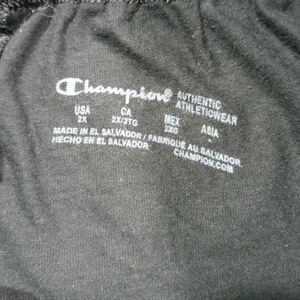 Champion® AUTHENTIC
ATHLETICWEAR
USA CA MEX ASIA
2X 2X/2TG 2XG
MADE IN EL SALVADOR / FABRIQUÉ AU SALVADOR
HECHO EN EL SALVADOR
CHAMPION.COM